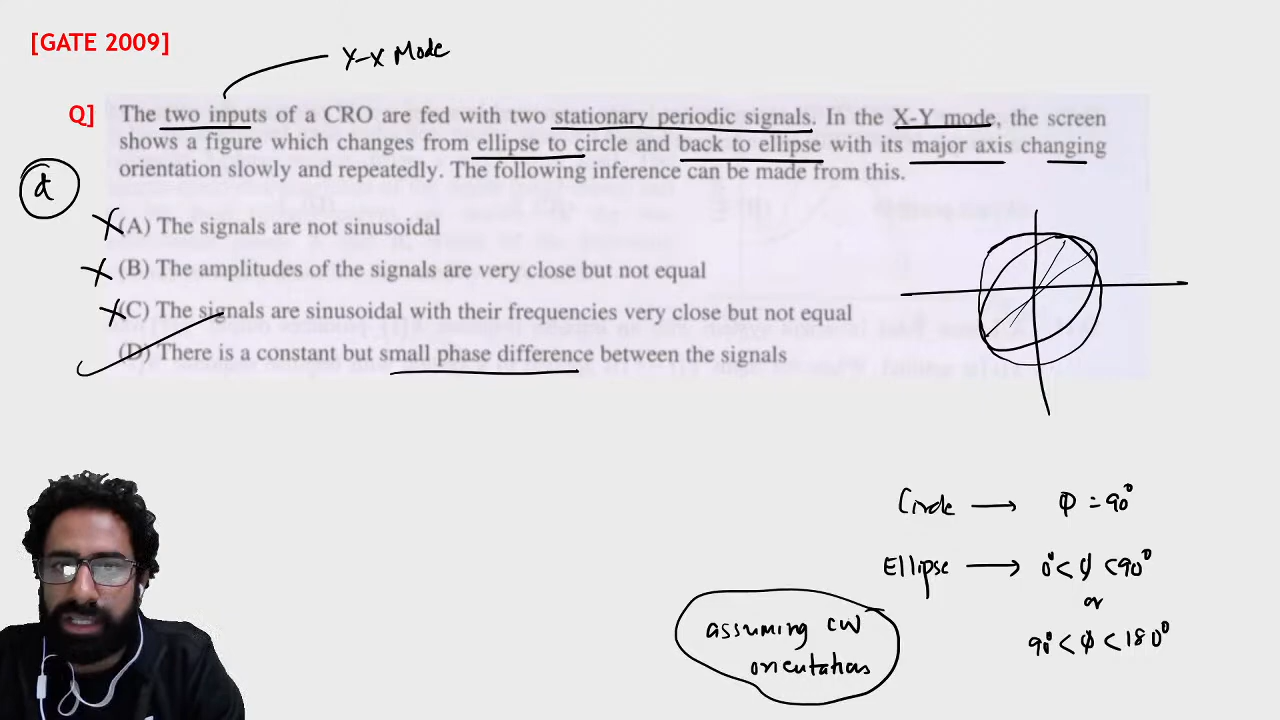 [GATE 2009]
Y-X Mode
Q] The two inputs of a CRO are fed with two stationary periodic signals. In the X-Y mode, the screen
shows a figure which changes from ellipse to circle and back to ellipse with its major axis changing
orientation slowly and repeatedly. The following inference can be made from this.
d
(A) The signals are not sinusoidal
(B) The amplitudes of the signals are very close but not equal
(C) The signals are sinusoidal with their frequencies very close but not equal
(D) There is a constant but small phase difference between the signals
Circle → ϕ = 90°
Ellipse → 0° < ϕ < 90°
or
90° < ϕ < 180°
assuming CW
orientation